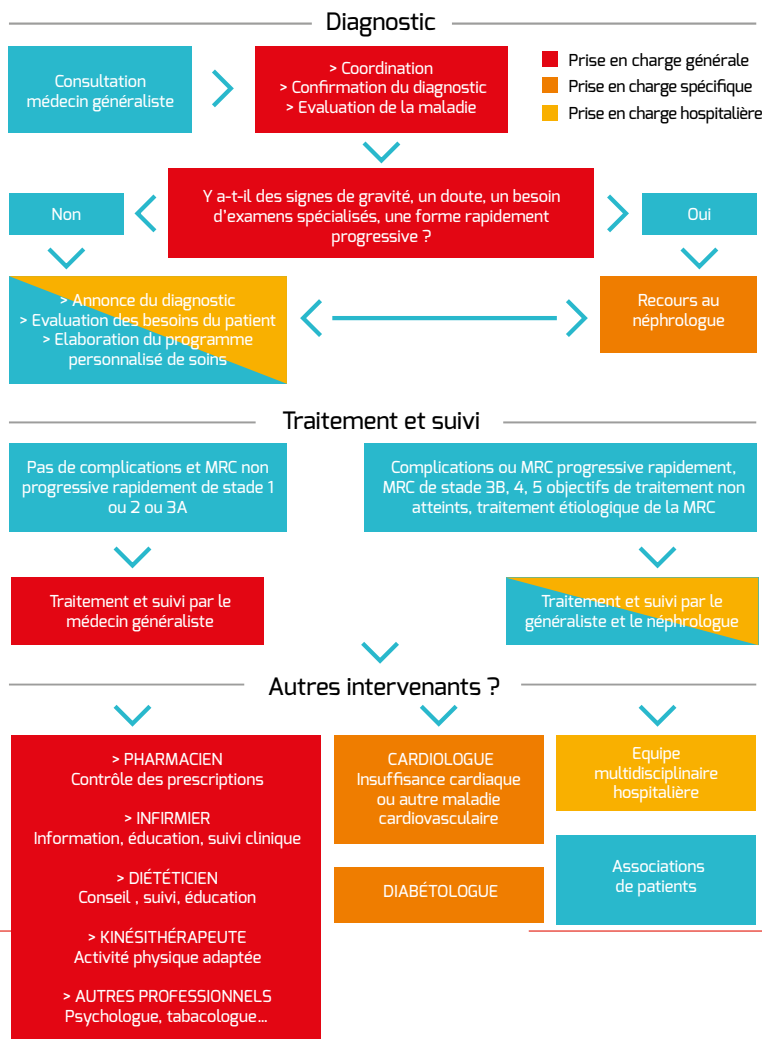 Diagnostic
Consultation
médecin généraliste
> Coordination
> Confirmation du diagnostic
> Evaluation de la maladie
Prise en charge générale
Prise en charge spécifique
Prise en charge hospitalière
Y a-t-il des signes de gravité, un doute, un besoin
d'examens spécialisés, une forme rapidement
progressive ?
Non
Oui
> Annonce du diagnostic
> Evaluation des besoins du patient
> Elaboration du programme
personnalisé de soins
Recours au
néphrologue
Traitement et suivi
Pas de complications et MRC non
progressive rapidement de stade 1
ou 2 ou 3A
Complications ou MRC progressive rapidement,
MRC de stade 3B, 4, 5 objectifs de traitement non
atteints, traitement étiologique de la MRC
Traitement et suivi par le
médecin généraliste
Traitement et suivi par le
généraliste et le néphrologue
Autres intervenants ?
> PHARMACIEN
Contrôle des prescriptions
> INFIRMIER
Information, éducation, suivi clinique
> DIÉTÉTICIEN
Conseil , suivi, éducation
> KINÉSITHÉRAPEUTE
Activité physique adaptée
> AUTRES PROFESSIONNELS
Psychologue, tabacologue...
CARDIOLOGUE
Insuffisance cardiaque
ou autre maladie
cardiovasculaire
DIABÉTOLOGUE
Equipe
multidisciplinaire
hospitalière
Associations
de patients